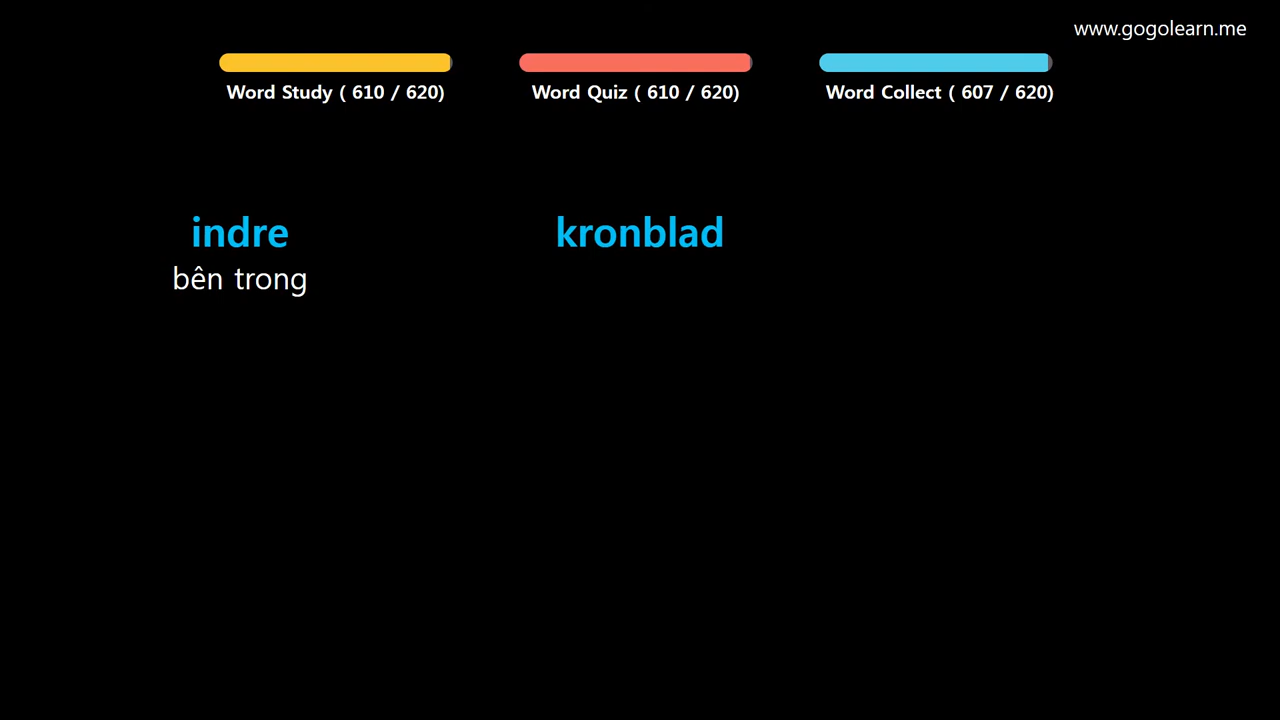 www.gogolearn.me
Word Study ( 610 / 620)
Word Quiz ( 610 / 620)
Word Collect ( 607 / 620)
indre
bên trong
kronblad